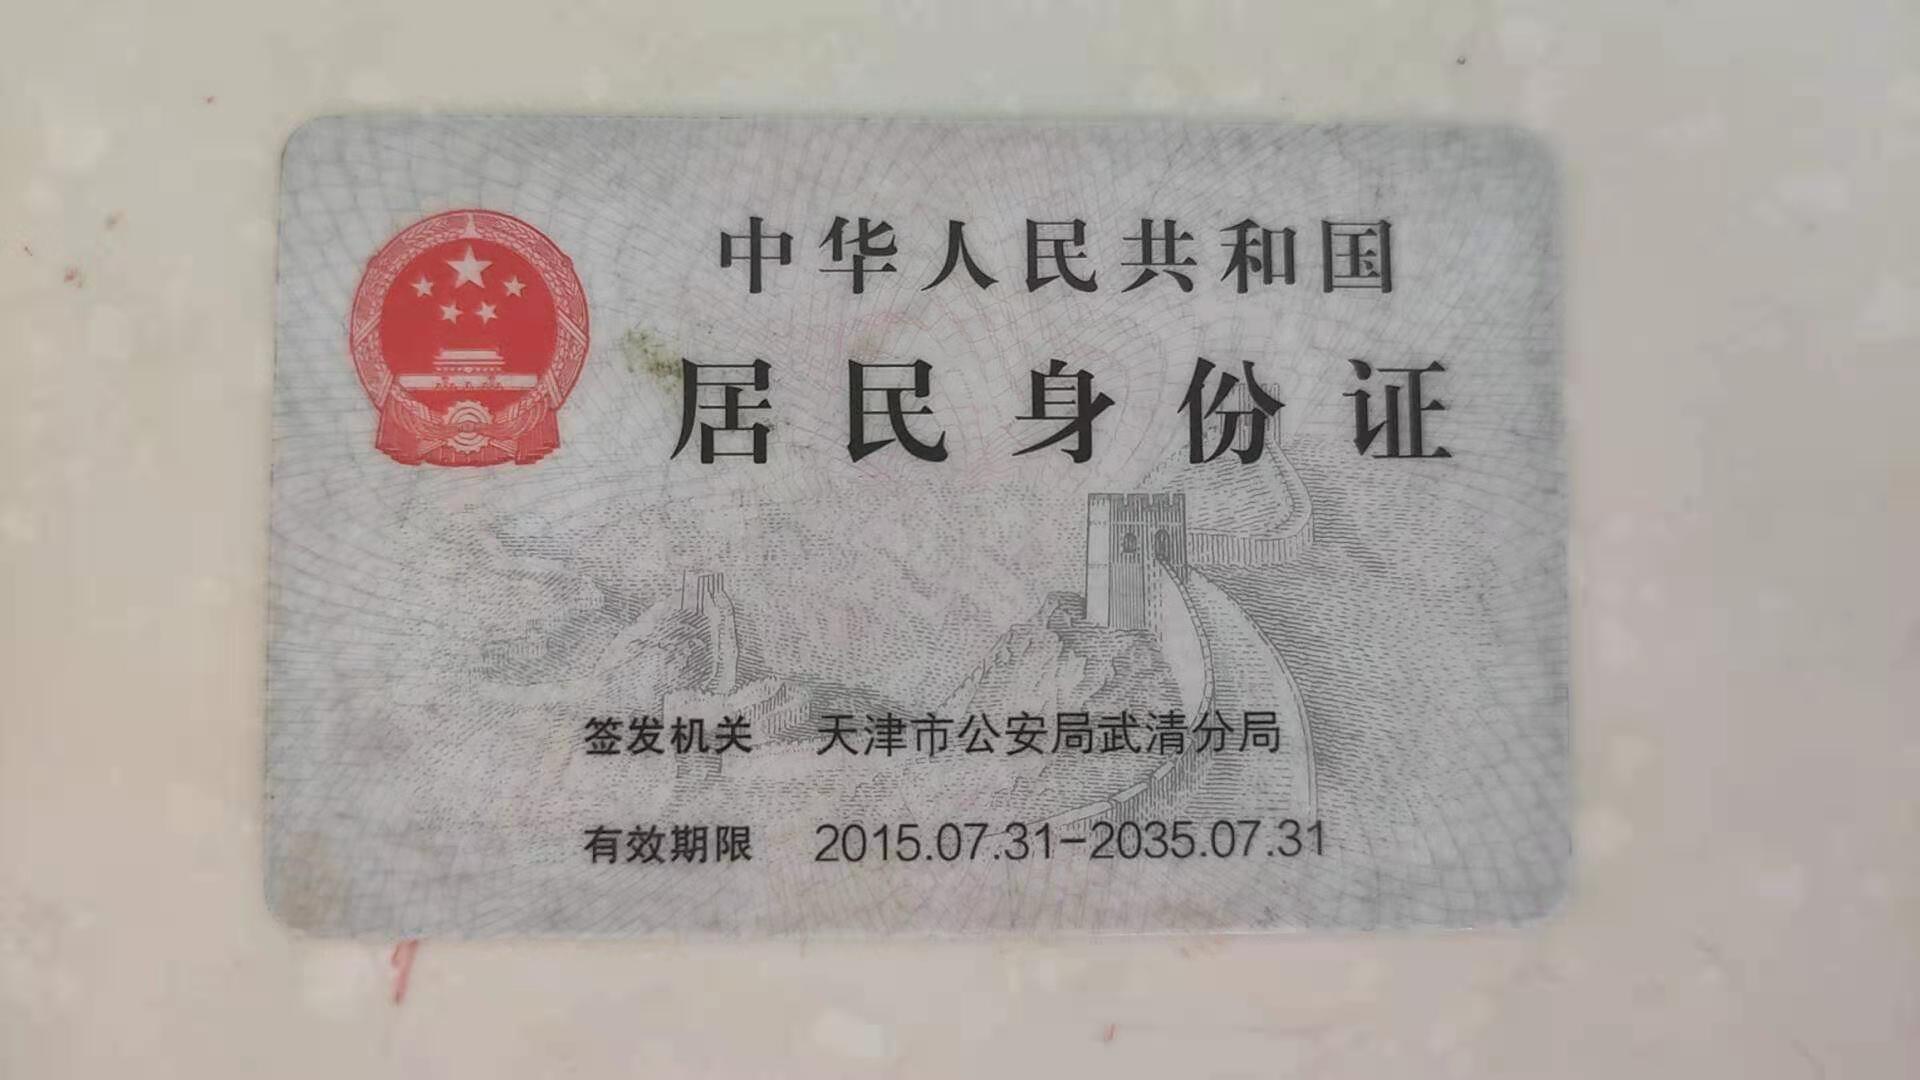 中华人民共和国
居民身份证
签发机关 天津市公安局武清分局
有效期限 2015.07.31-2035.07.31